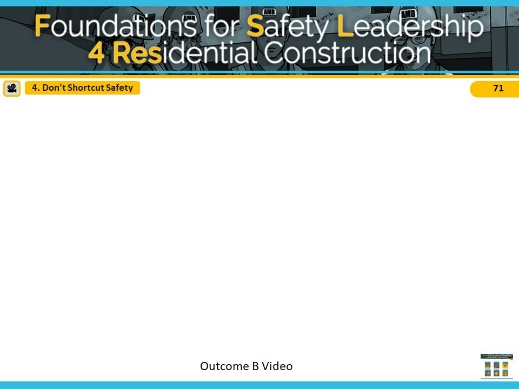 Foundations for Safety Leadership
4 Residential Construction
4. Don't Shortcut Safety
71
Outcome B Video